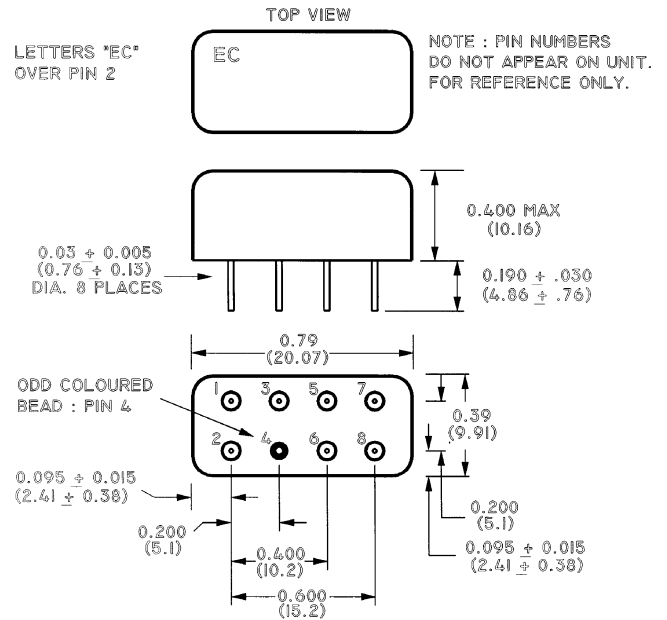 TOP VIEW
LETTERS "EC"
OVER PIN 2
EC
NOTE : PIN NUMBERS
DO NOT APPEAR ON UNIT.
FOR REFERENCE ONLY.
0.400 MAX
(10.16)
0.03 ± 0.005
(0.76 ± 0.13)
DIA. 8 PLACES
0.190 ± .030
(4.86 ± .76)
0.79
(20.07)
ODD COLOURED
BEAD : PIN 4
1 3 5 7
2 4 6 8
0.39
(9.91)
0.095 ± 0.015
(2.41 ± 0.38)
0.200
(5.1)
0.400
(10.2)
0.600
(15.2)
0.200
(5.1)
0.095 ± 0.015
(2.41 ± 0.38)